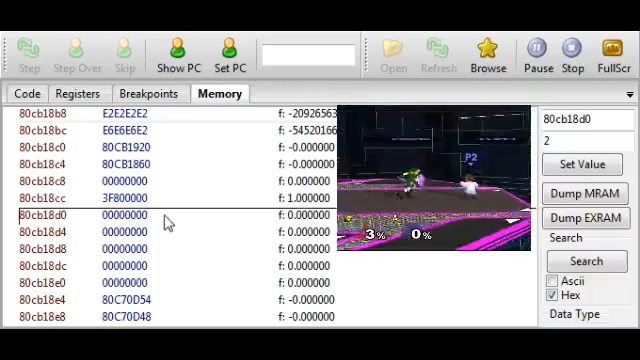 Step Step Over Skip Show PC Set PC Open Refresh Browse Pause Stop FullScr
Code Registers Breakpoints Memory
80cb18b8 E2E2E2E2 f: -20926563
80cb18bc E6E6E6E2 f: -54520166
80cb18c0 80CB1920 f: -0.000000
80cb18c4 80CB1860 f: -0.000000
80cb18c8 00000000 f: 0.000000
80cb18cc 3F800000 f: 1.000000
80cb18d0 00000000 f: 0.000000
80cb18d4 00000000 f: 0.000000
80cb18d8 00000000 f: 0.000000
80cb18dc 00000000 f: 0.000000
80cb18e0 00000000 f: 0.000000
80cb18e4 80C70D54 f: -0.000000
80cb18e8 80C70D48 f: -0.000000
P2
3% 0%
80cb18d0
2
Set Value
Dump MRAM
Dump EXRAM
Search
Search
Ascii
Hex
Data Type